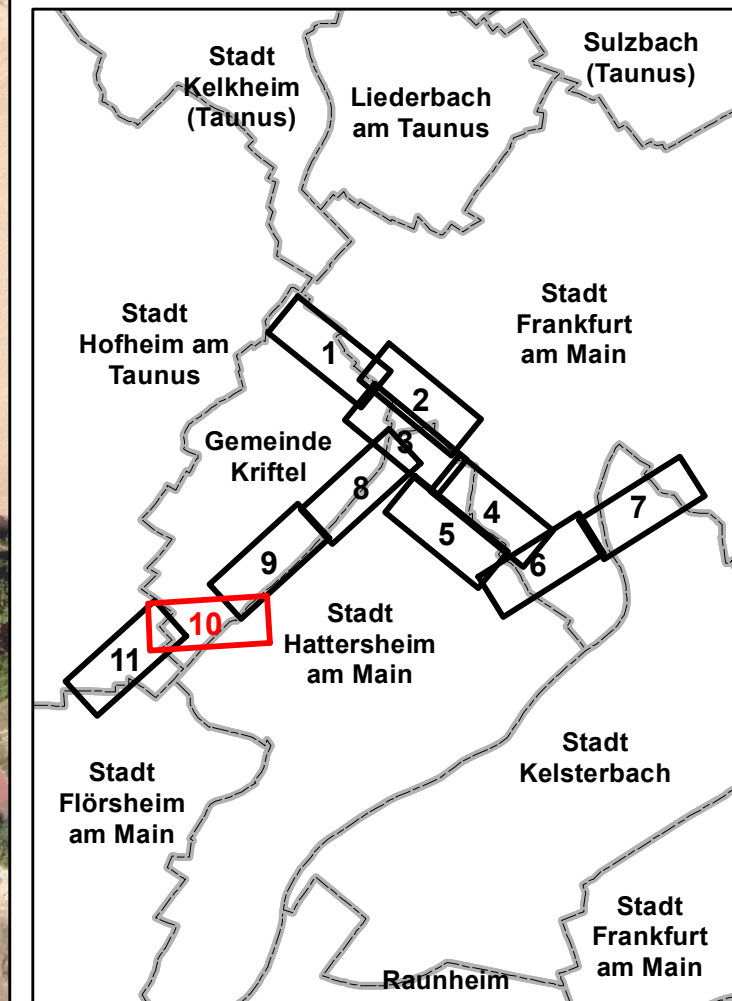 Stadt
Kelkheim
(Taunus)
Liederbach
am Taunus
Sulzbach
(Taunus)
Stadt
Hofheim am
Taunus
Stadt
Frankfurt
am Main
1
2
3
Gemeinde
Kriftel
8
4
5
7
6
9
10
11
Stadt
Hattersheim
am Main
Stadt
Kelsterbach
Stadt
Flörsheim
am Main
Stadt
Frankfurt
am Main
Raunheim